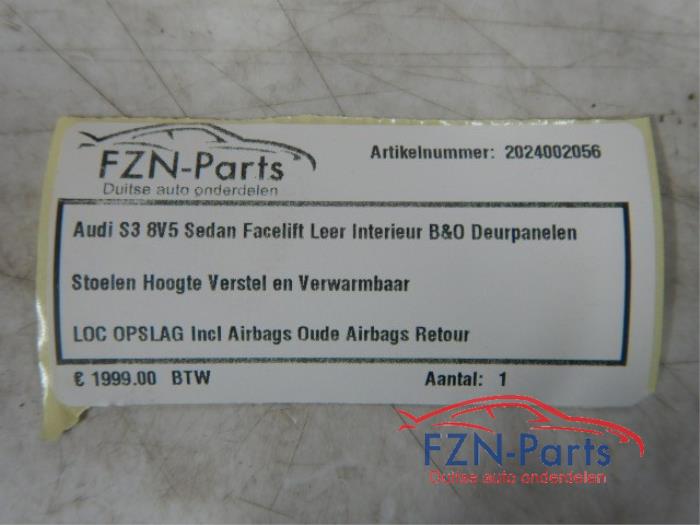 FZN-Parts
Duitse auto onderdelen
Artikelnummer: 2024002056
Audi S3 8V5 Sedan Facelift Leer Interieur B&O Deurpanelen
Stoelen Hoogte Verstel en Verwarmbaar
LOC OPSLAG Incl Airbags Oude Airbags Retour
€ 1999.00 BTW
Aantal: 1
FZN-Parts
Duitse auto onderdelen